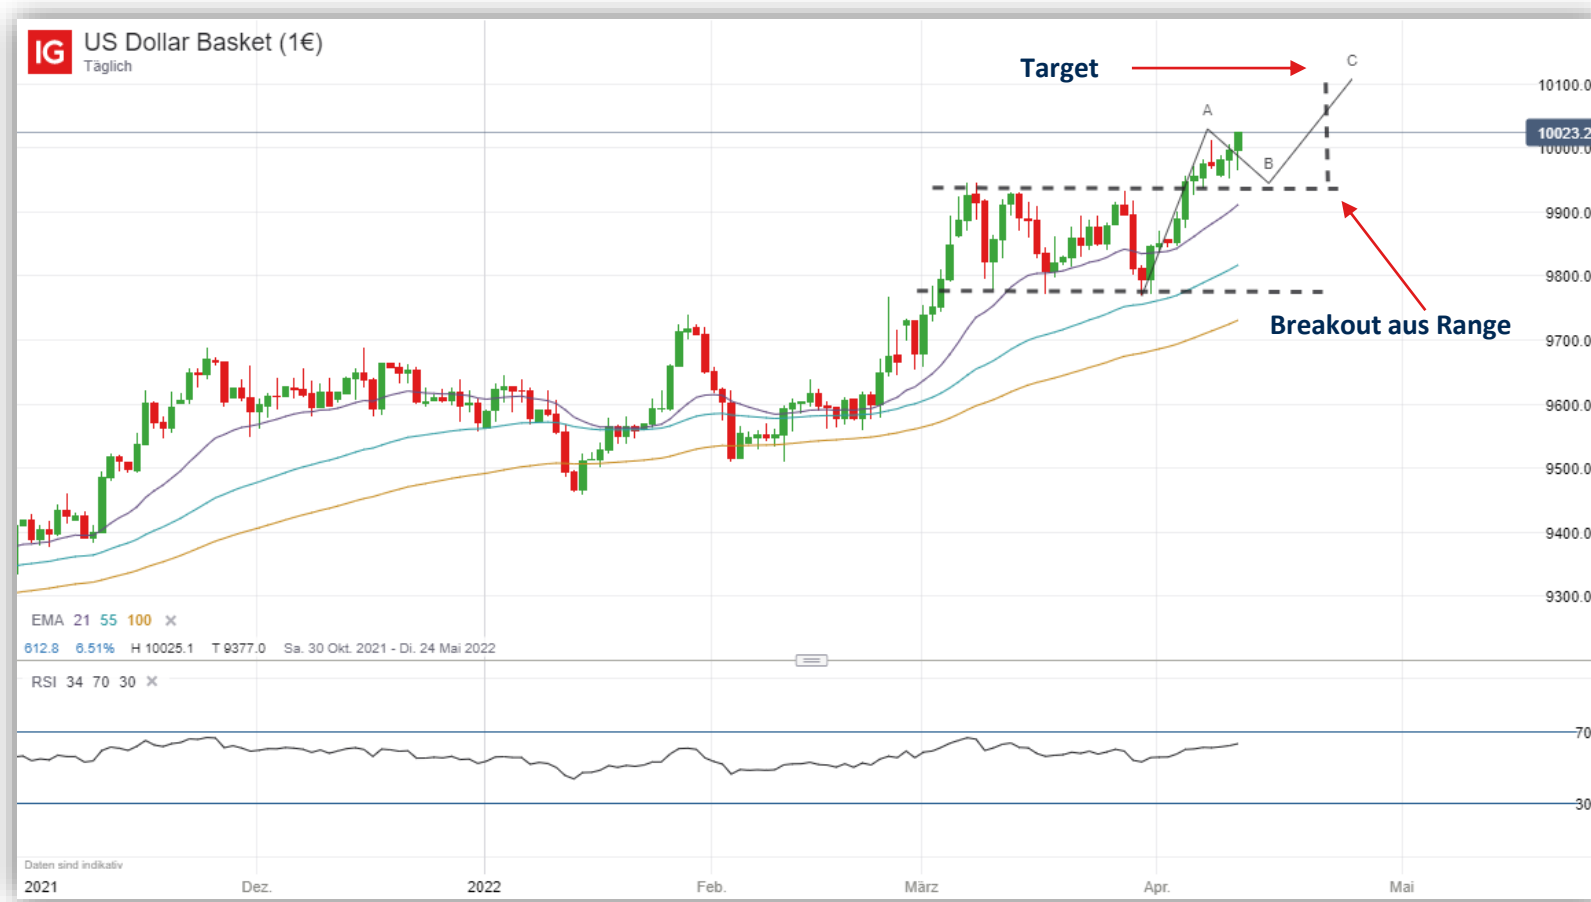 IG
US Dollar Basket (1€)
Täglich
Target
C
A
B
10100.0
10023.2
10000.0
9900.0
9800.0
Breakout aus Range
9700.0
9600.0
9500.0
9400.0
9300.0
EMA 21 55 100 ×
612.8 6.51% H 10025.1 T 9377.0 Sa. 30 Okt. 2021 - Di. 24 Mai 2022
RSI 34 70 30 ×
70
30
Daten sind indikativ
2021 Dez. 2022 Feb. März Apr. Mai